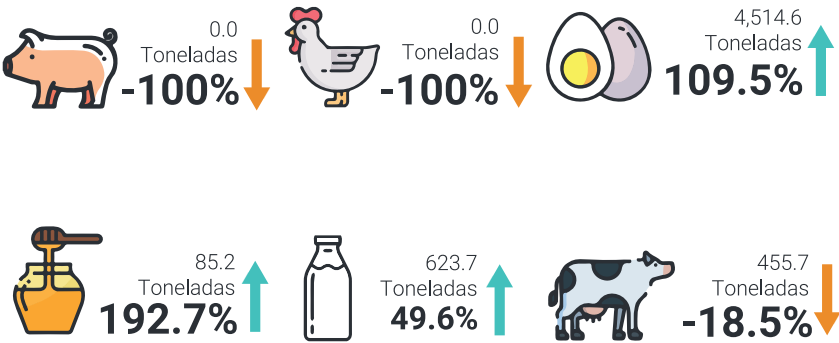 0.0
Toneladas
-100%
0.0
Toneladas
-100%
4,514.6
Toneladas
109.5%
85.2
Toneladas
192.7%
623.7
Toneladas
49.6%
455.7
Toneladas
-18.5%